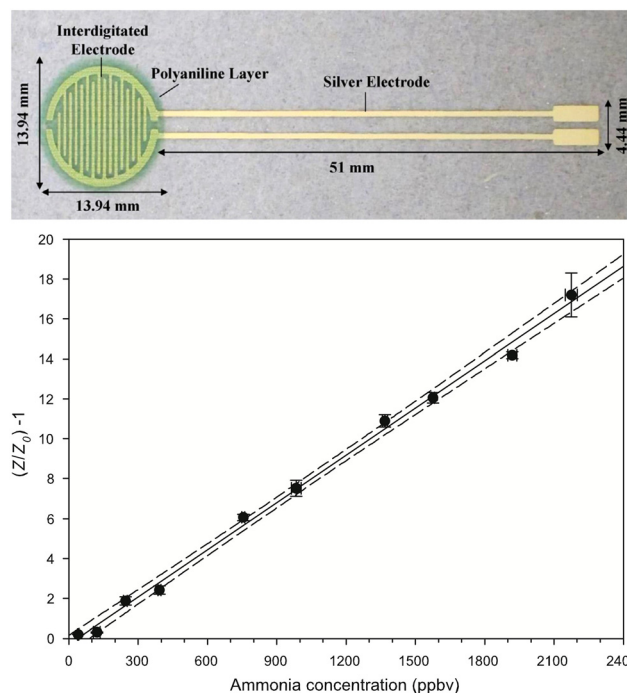 Interdigitated
Electrode
Polyaniline Layer
Silver Electrode
13.94 mm
4.44 mm
51 mm
13.94 mm
20
18
16
14
12
10
8
6
4
2
0
(Z/Z0) -1
0 300 600 900 1200 1500 1800 2100 240
Ammonia concentration (ppbv)